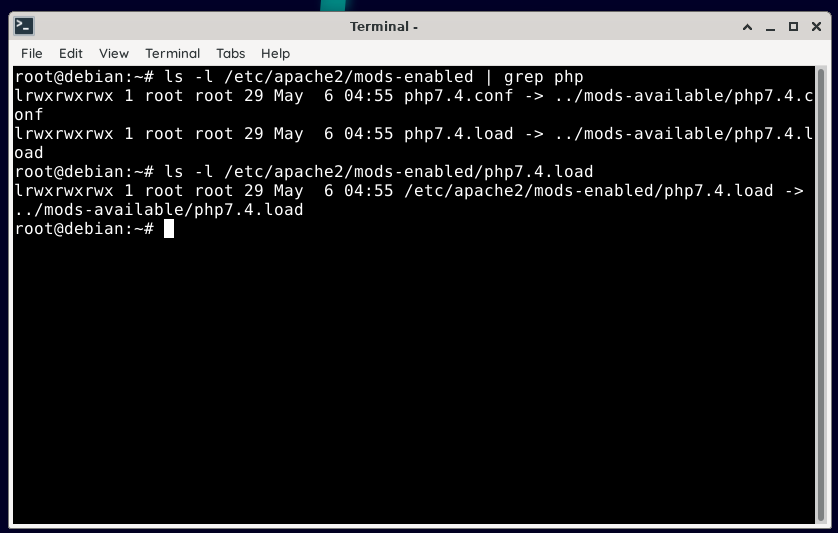 Terminal -
File Edit View Terminal Tabs Help
root@debian:~# ls -l /etc/apache2/mods-enabled | grep php
lrwxrwxrwx 1 root root 29 May  6 04:55 php7.4.conf -> ../mods-available/php7.4.c
onf
lrwxrwxrwx 1 root root 29 May  6 04:55 php7.4.load -> ../mods-available/php7.4.l
oad
root@debian:~# ls -l /etc/apache2/mods-enabled/php7.4.load
lrwxrwxrwx 1 root root 29 May  6 04:55 /etc/apache2/mods-enabled/php7.4.load ->
../mods-available/php7.4.load
root@debian:~#